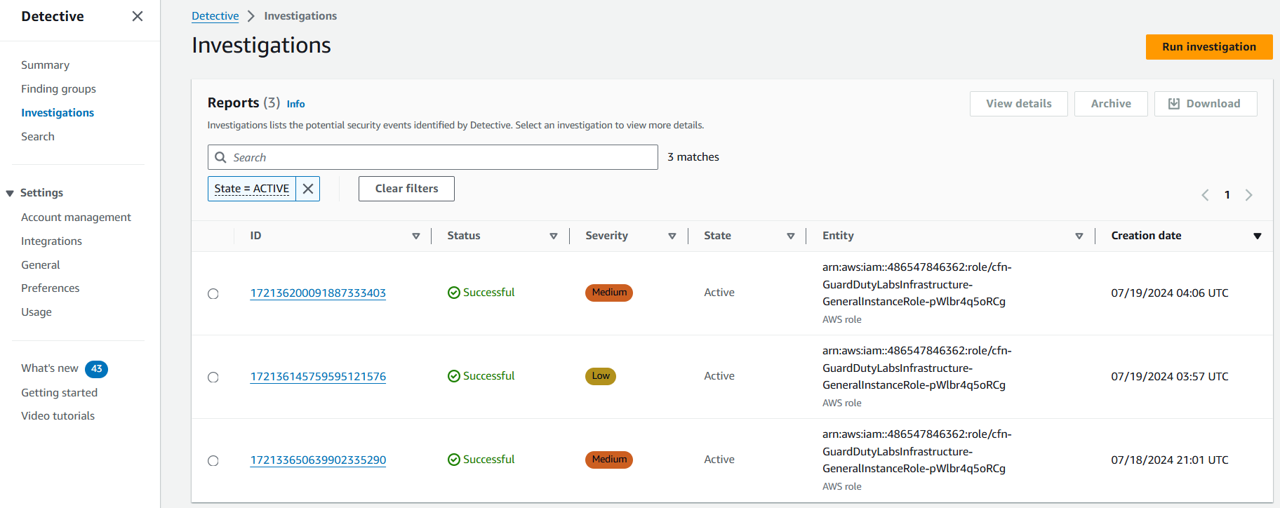 Detective
Summary
Finding groups
Investigations
Search
Settings
Account management
Integrations
General
Preferences
Usage
What's new 43
Getting started
Video tutorials
Detective > Investigations
Investigations
Run investigation
Reports (3) Info
View details
Archive
Download
Investigations lists the potential security events identified by Detective. Select an investigation to view more details.
Search
3 matches
State = ACTIVE
Clear filters
1
ID Status Severity State Entity Creation date
172136200091887333403 Successful Medium Active
arn:aws:iam::486547846362:role/cfn-
GuardDutyLabsInfrastructure-
GeneralInstanceRole-pWlbr4q5oRCg
AWS role
07/19/2024 04:06 UTC
172136145759595121576 Successful Low Active
arn:aws:iam::486547846362:role/cfn-
GuardDutyLabsInfrastructure-
GeneralInstanceRole-pWlbr4q5oRCg
AWS role
07/19/2024 03:57 UTC
172133650639902335290 Successful Medium Active
arn:aws:iam::486547846362:role/cfn-
GuardDutyLabsInfrastructure-
GeneralInstanceRole-pWlbr4q5oRCg
AWS role
07/18/2024 21:01 UTC